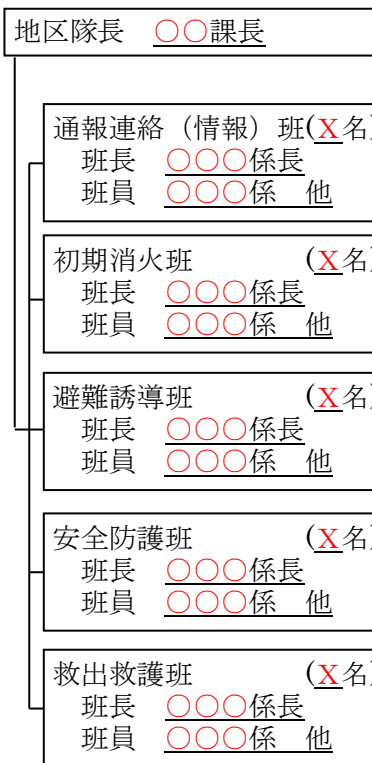 地区隊長　○○課長
通報連絡（情報）班(X名)
班長　○○○係長
班員　○○○係　他
初期消火班　(X名)
班長　○○○係長
班員　○○○係　他
避難誘導班　(X名)
班長　○○○係長
班員　○○○係　他
安全防護班　(X名)
班長　○○○係長
班員　○○○係　他
救出救護班　(X名)
班長　○○○係長
班員　○○○係　他